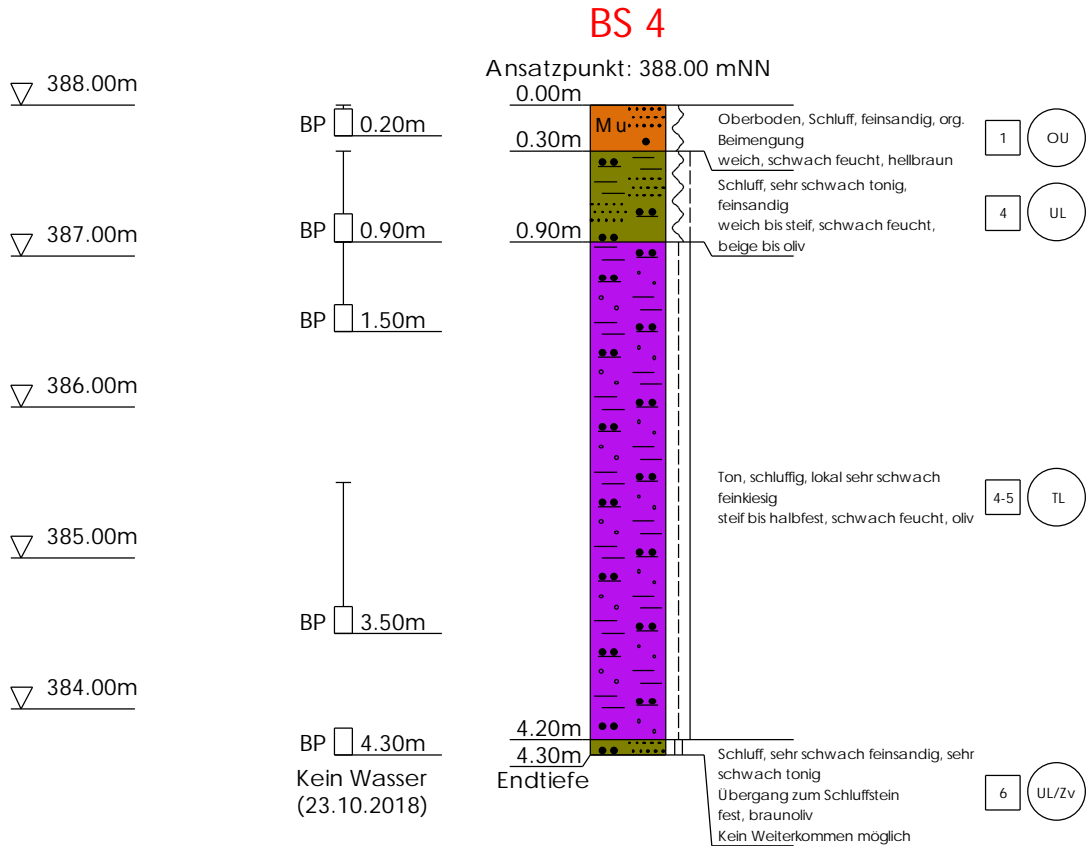 BS 4
Ansatzpunkt: 388.00 mNN
388.00m
387.00m
386.00m
385.00m
384.00m
BP 0.20m
BP 0.90m
BP 1.50m
BP 3.50m
BP 4.30m
Kein Wasser
(23.10.2018)
0.00m
0.30m
0.90m
4.20m
4.30m
Endtiefe
Mu
Oberboden, Schluff, feinsandig, org.
Beimengung
weich, schwach feucht, hellbraun
1 OU
Schluff, sehr schwach tonig,
feinsandig
weich bis steif, schwach feucht,
beige bis oliv
4 UL
Ton, schluffig, lokal sehr schwach
feinkiesig
steif bis halbfest, schwach feucht, oliv
4-5 TL
Schluff, sehr schwach feinsandig, sehr
schwach tonig
Übergang zum Schluffstein
fest, braunoliv
Kein Weiterkommen möglich
6 UL/Zv